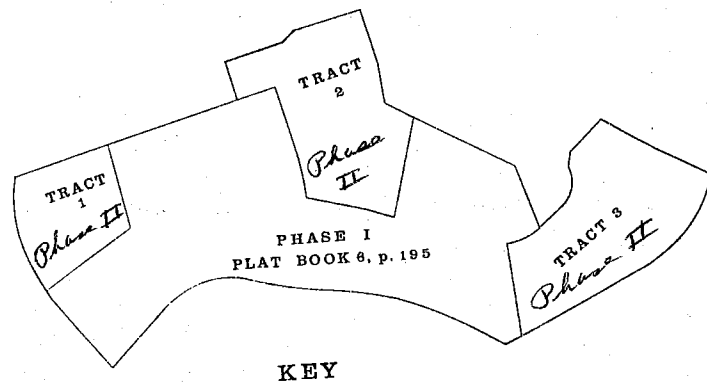 TRACT
2
Phase
II
TRACT
1
Phase II
PHASE I
PLAT BOOK 6, p. 195
TRACT 3
Phase II
KEY